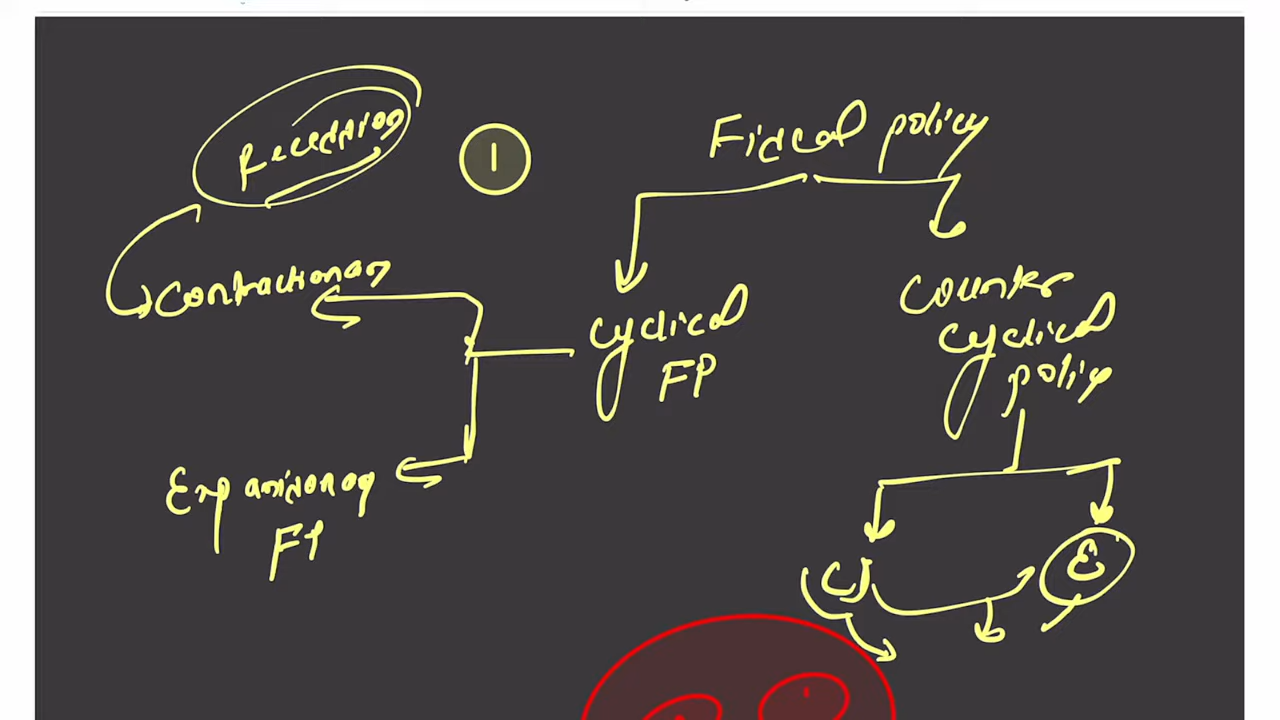 Recession
1
Fiscal policy
Contractionary
Counter
cyclical
policy
cyclical
FP
Expansionary
FP
C
E